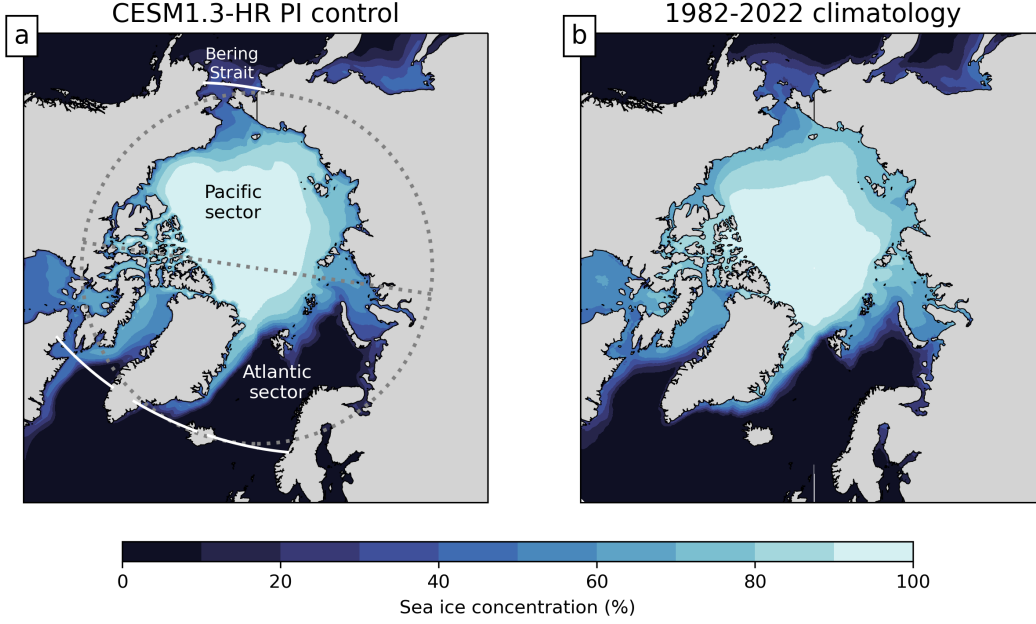 CESM1.3-HR PI control
1982-2022 climatology
a
b
Bering
Strait
Pacific
sector
Atlantic
sector
0 20 40 60 80 100
Sea ice concentration (%)